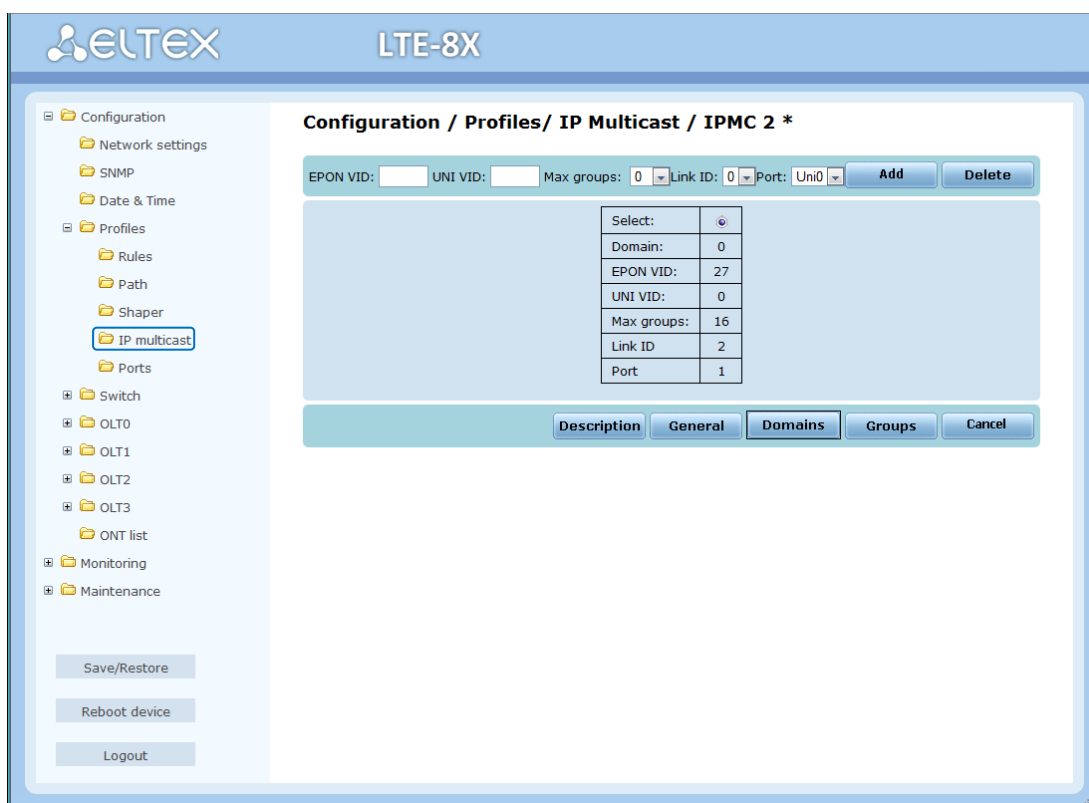 ELTEX
LTE-8X
Configuration
Network settings
SNMP
Date & Time
Profiles
Rules
Path
Shaper
IP multicast
Ports
Switch
OLT0
OLT1
OLT2
OLT3
ONT list
Monitoring
Maintenance
Save/Restore
Reboot device
Logout
Configuration / Profiles/ IP Multicast / IPMC 2 *
EPON VID: UNI VID: Max groups: 0 Link ID: 0 Port: Uni0 Add Delete
Select:
Domain: 0
EPON VID: 27
UNI VID: 0
Max groups: 16
Link ID 2
Port 1
Description General Domains Groups Cancel